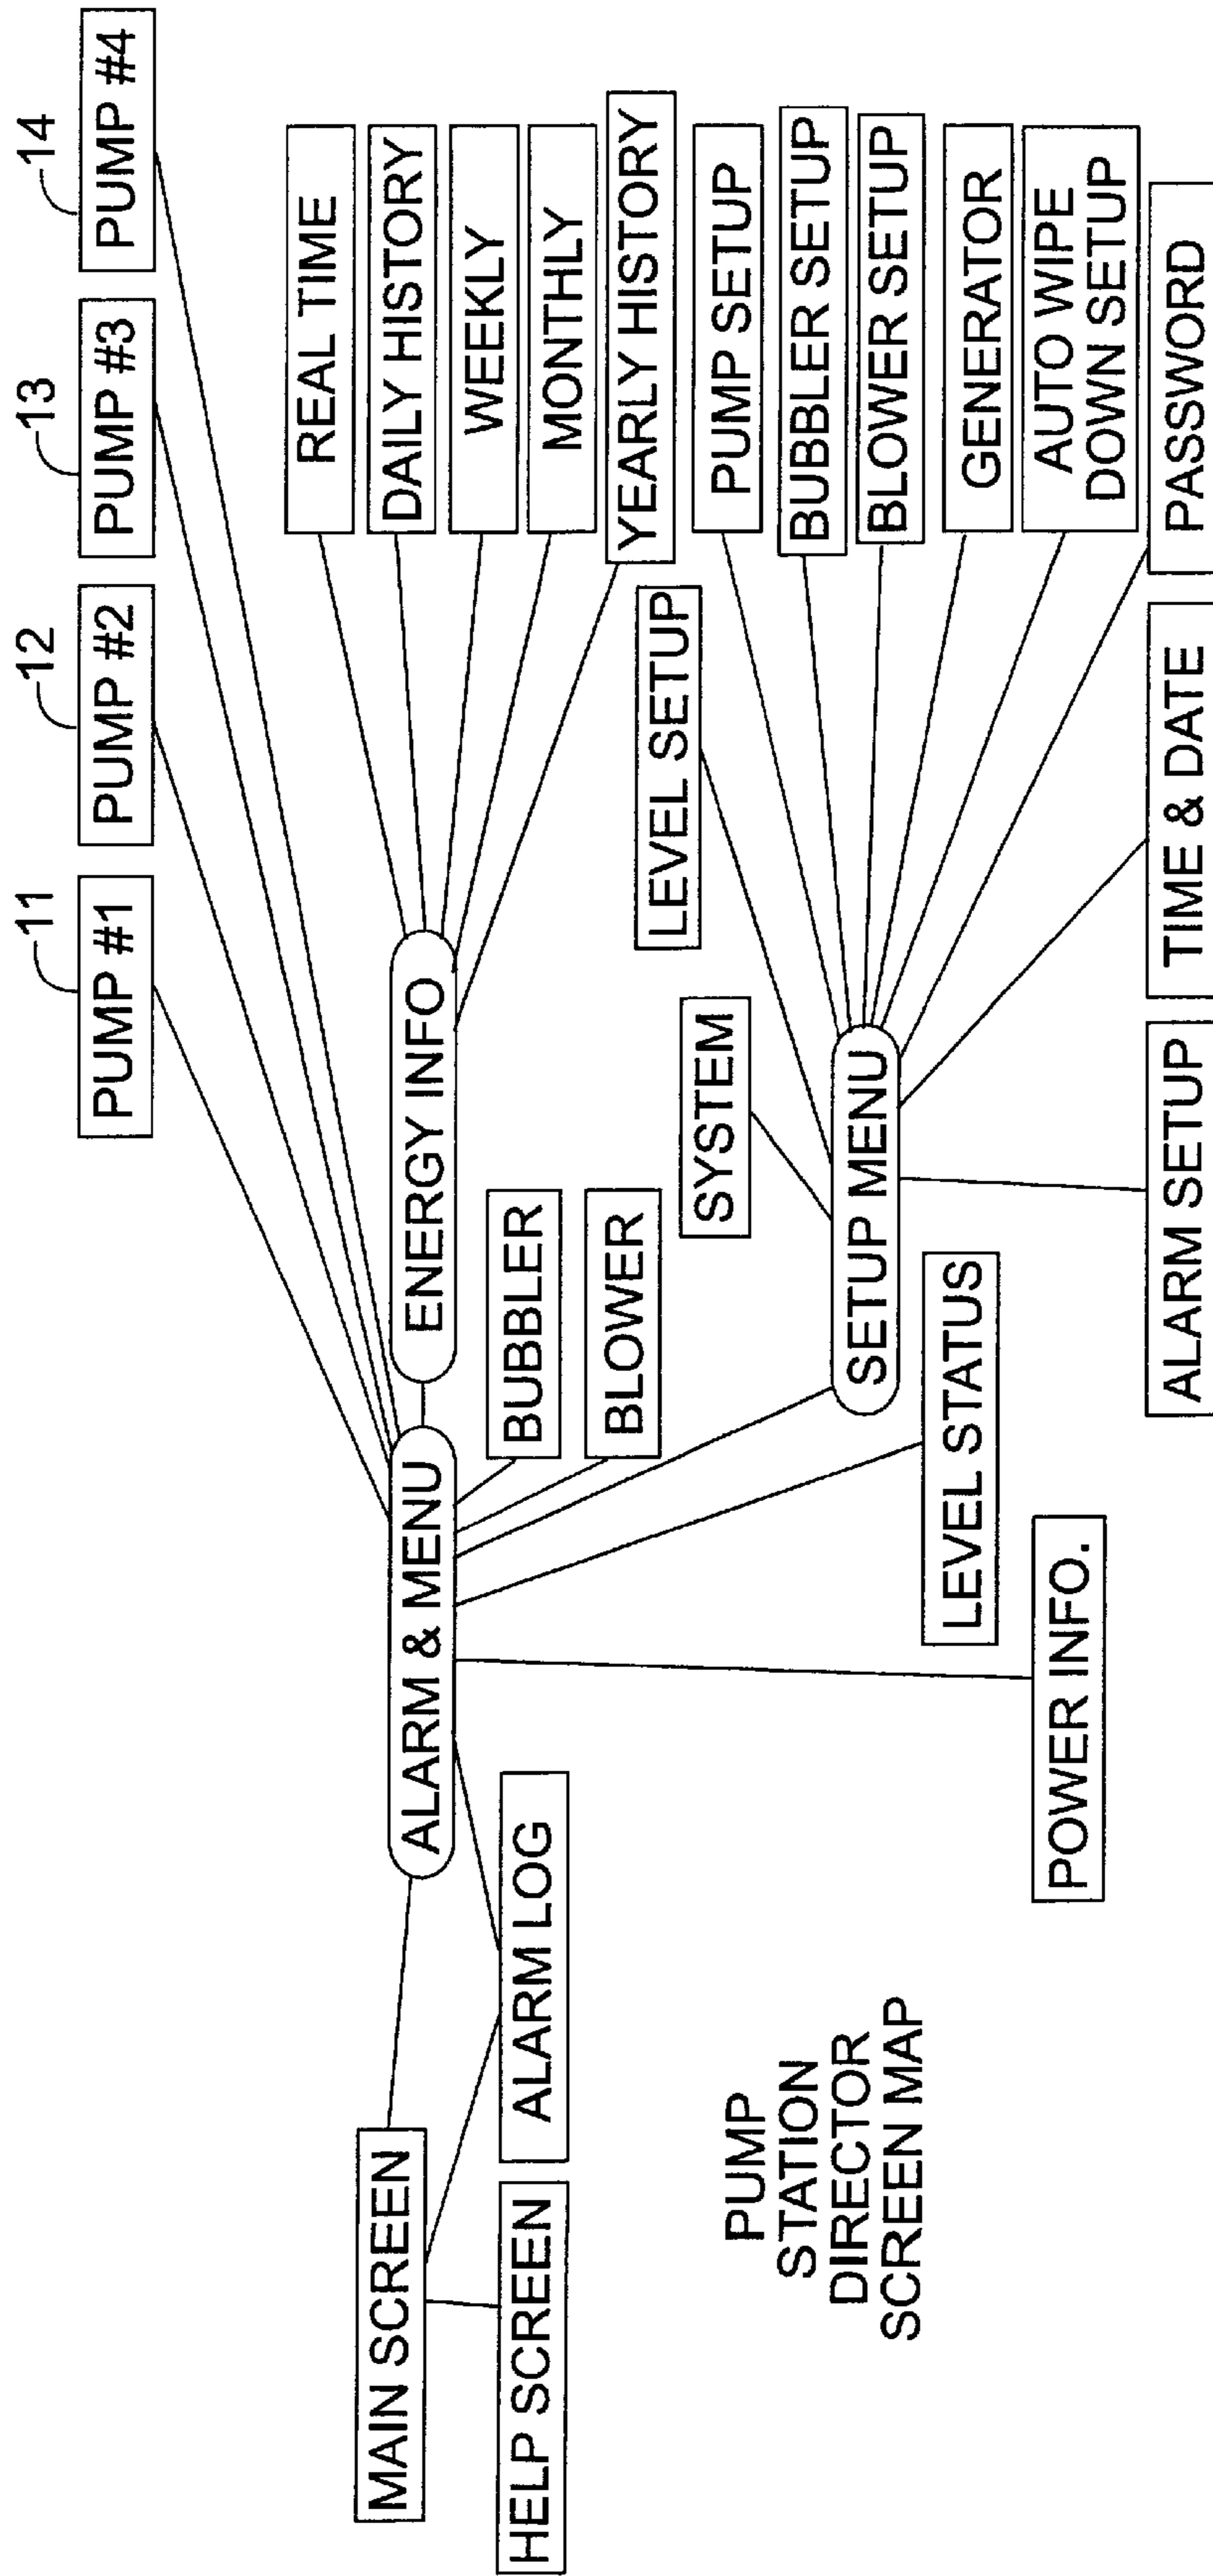 11
12
13
14
PUMP #1
PUMP #2
PUMP #3
PUMP #4
MAIN SCREEN
HELP SCREEN
ALARM LOG
ALARM & MENU
ENERGY INFO
REAL TIME
DAILY HISTORY
WEEKLY
MONTHLY
YEARLY HISTORY
BUBBLER
BLOWER
SYSTEM
LEVEL SETUP
SETUP MENU
PUMP SETUP
BUBBLER SETUP
BLOWER SETUP
GENERATOR
AUTO WIPE
DOWN SETUP
PASSWORD
TIME & DATE
ALARM SETUP
LEVEL STATUS
POWER INFO.
PUMP
STATION
DIRECTOR
SCREEN MAP